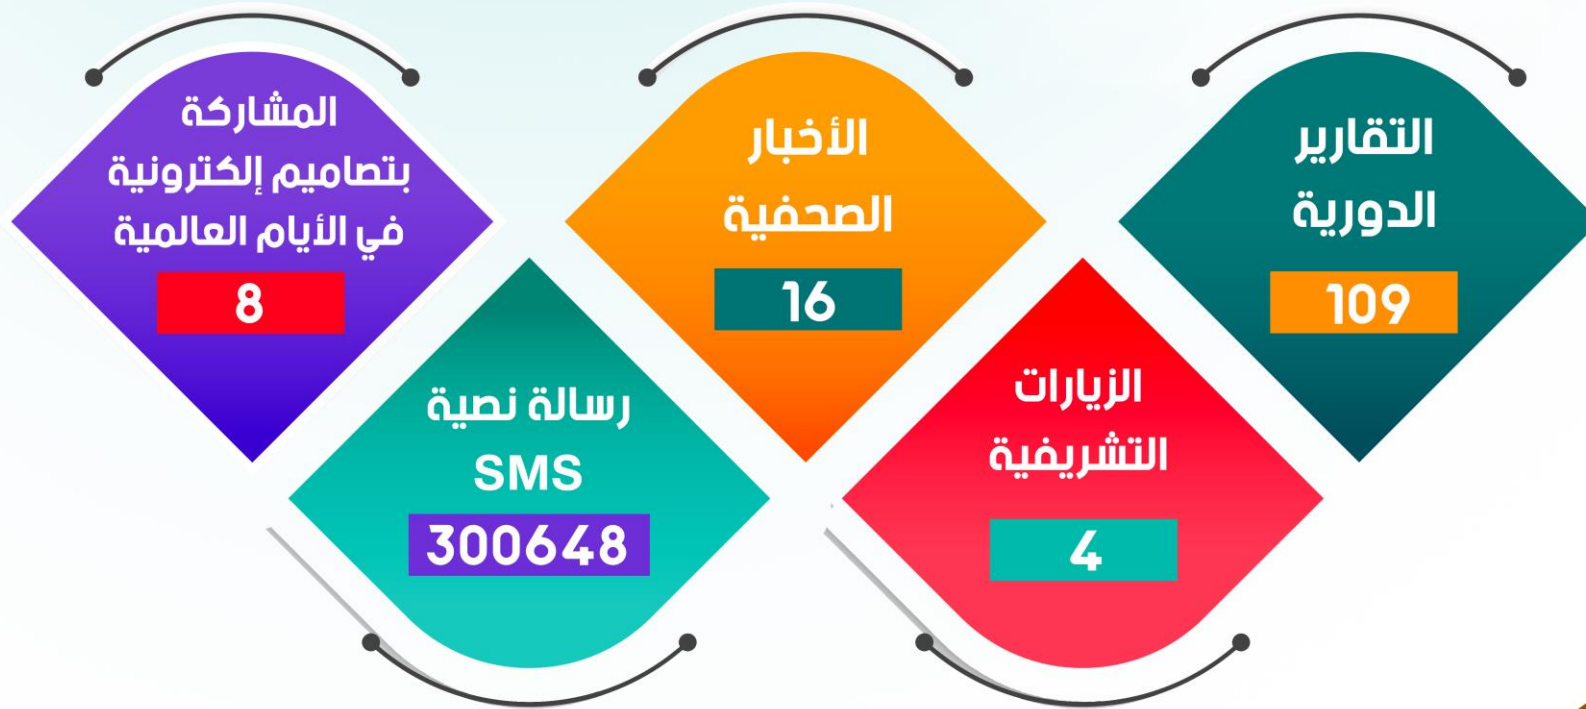 التقارير
الدورية
109
الزيارات
التشريفية
4
الأخبار
الصحفية
16
رسالة نصية
SMS
300648
المشاركة
بتصاميم إلكترونية
في الأيام العالمية
8